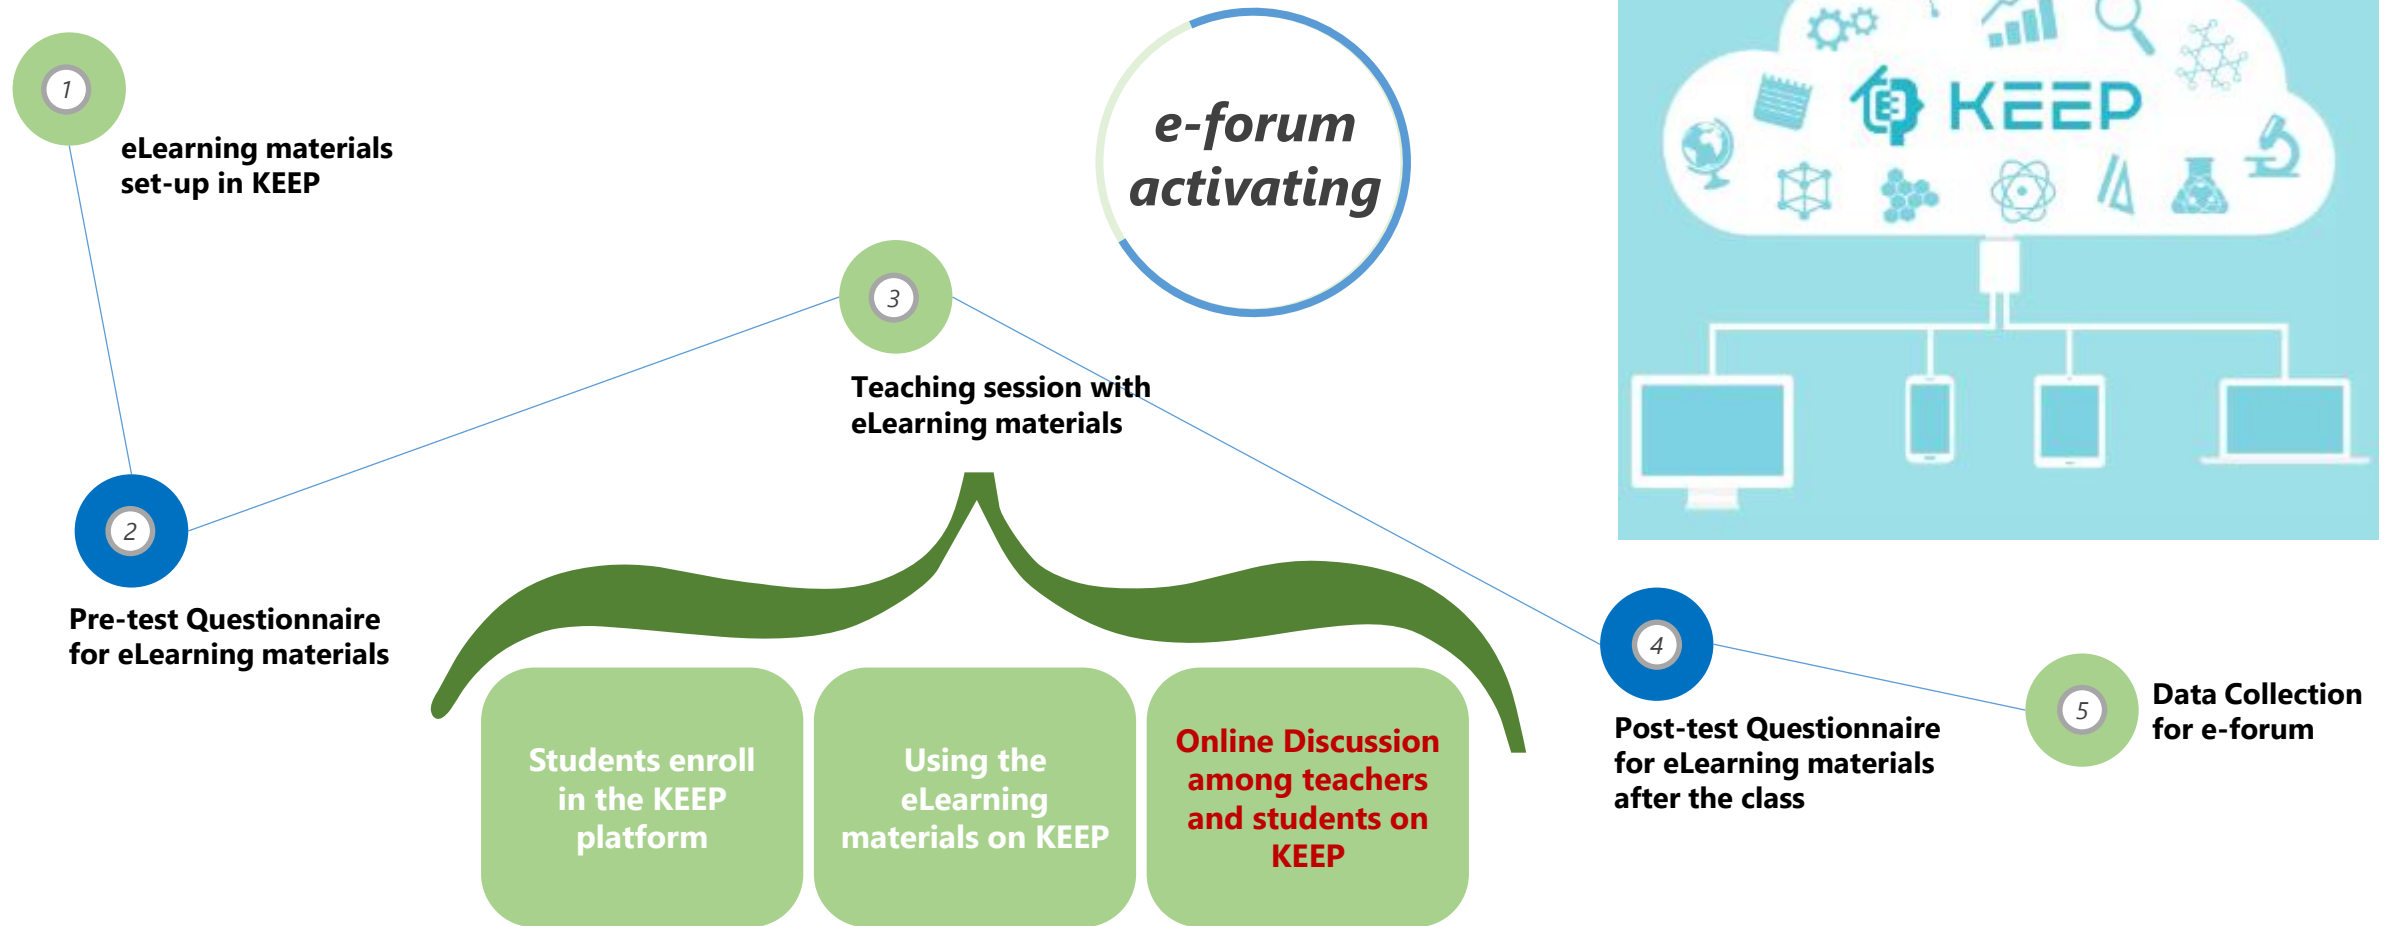 1
eLearning materials
set-up in KEEP
2
Pre-test Questionnaire
for eLearning materials
3
Teaching session with
eLearning materials
e-forum
activating
KEEP
Students enroll
in the KEEP
platform
Using the
eLearning
materials on KEEP
Online Discussion
among teachers
and students on
KEEP
4
Post-test Questionnaire
for eLearning materials
after the class
5
Data Collection
for e-forum